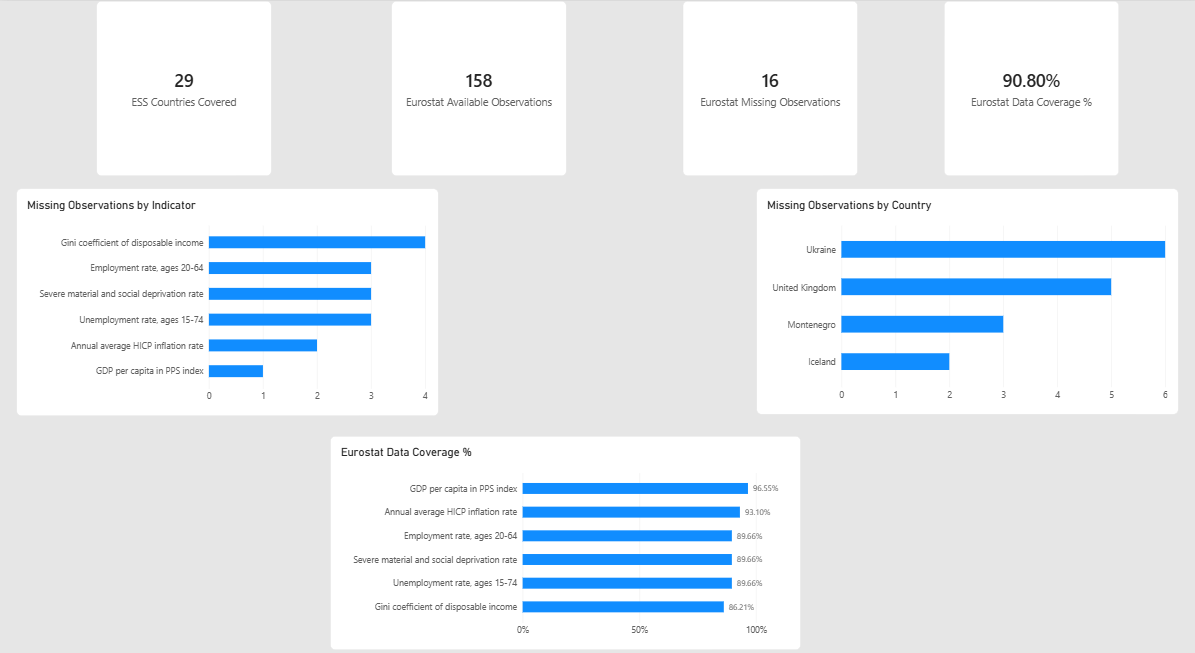 29
ESS Countries Covered
158
Eurostat Available Observations
16
Eurostat Missing Observations
90.80%
Eurostat Data Coverage %
Missing Observations by Indicator
Gini coefficient of disposable income
Employment rate, ages 20-64
Severe material and social deprivation rate
Unemployment rate, ages 15-74
Annual average HICP inflation rate
GDP per capita in PPS index
0 1 2 3 4
Missing Observations by Country
Ukraine
United Kingdom
Montenegro
Iceland
0 1 2 3 4 5 6
Eurostat Data Coverage %
GDP per capita in PPS index 96.55%
Annual average HICP inflation rate 93.10%
Employment rate, ages 20-64 89.66%
Severe material and social deprivation rate 89.66%
Unemployment rate, ages 15-74 89.66%
Gini coefficient of disposable income 86.21%
0% 50% 100%